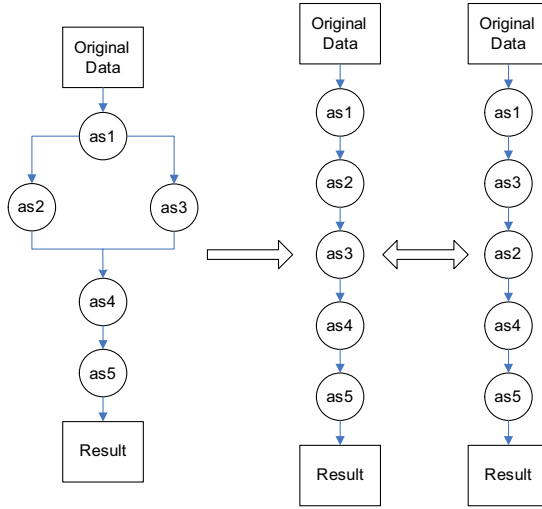 Original
Data
as1
as2
as3
as4
as5
Result
Original
Data
as1
as2
as3
as4
as5
Result
Original
Data
as1
as3
as2
as4
as5
Result